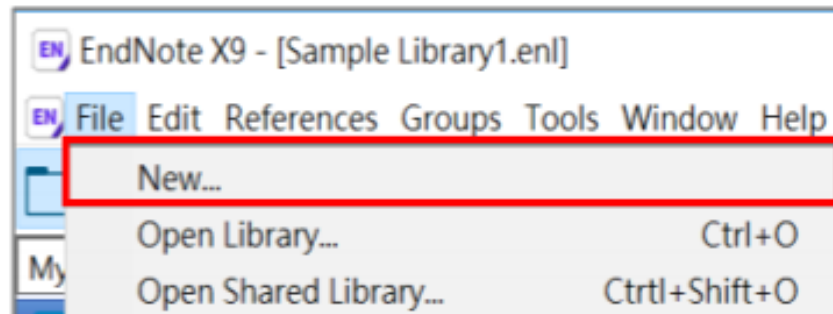 EN EndNote X9 - [Sample Library1.enl]
EN File Edit References Groups Tools Window Help
New...
Open Library... Ctrl+O
My
Open Shared Library... Ctrtl+Shift+O